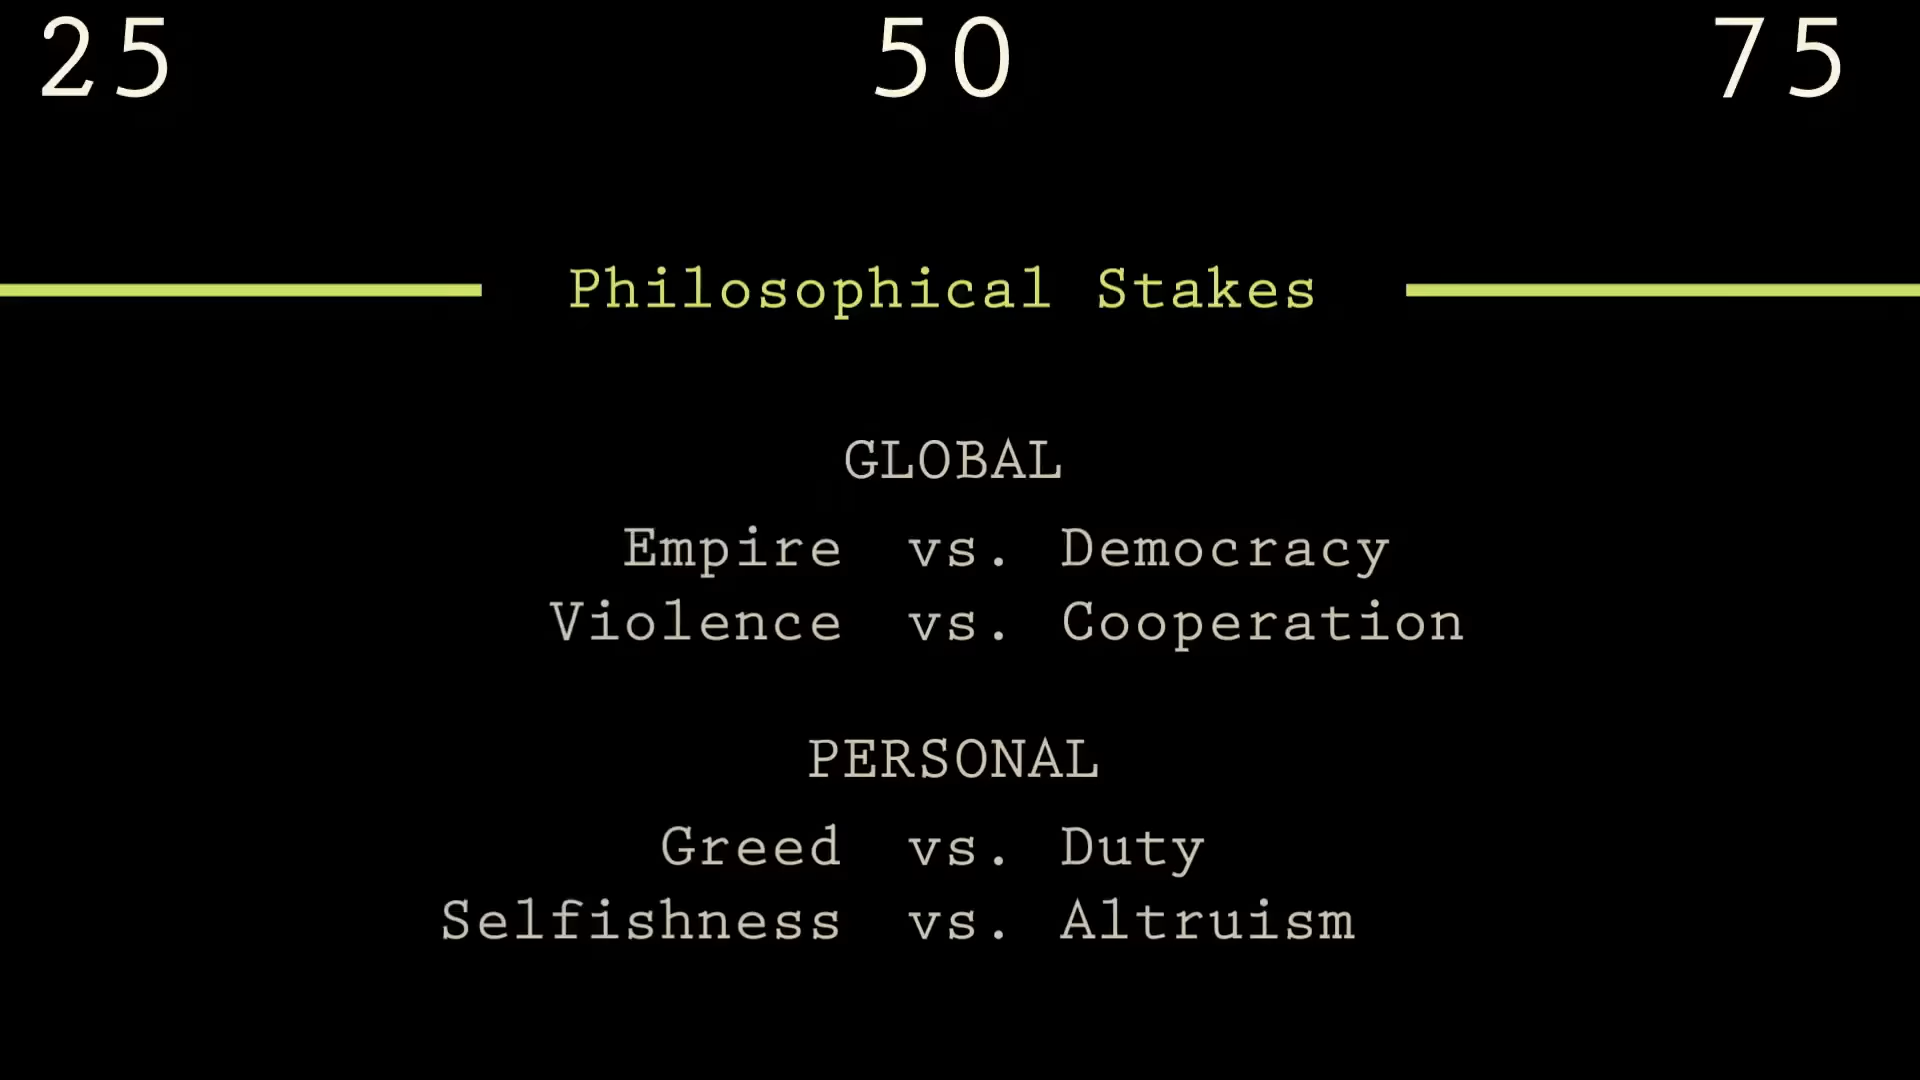 25 50 75
Philosophical Stakes
GLOBAL
Empire vs. Democracy
Violence vs. Cooperation
PERSONAL
Greed vs. Duty
Selfishness vs. Altruism